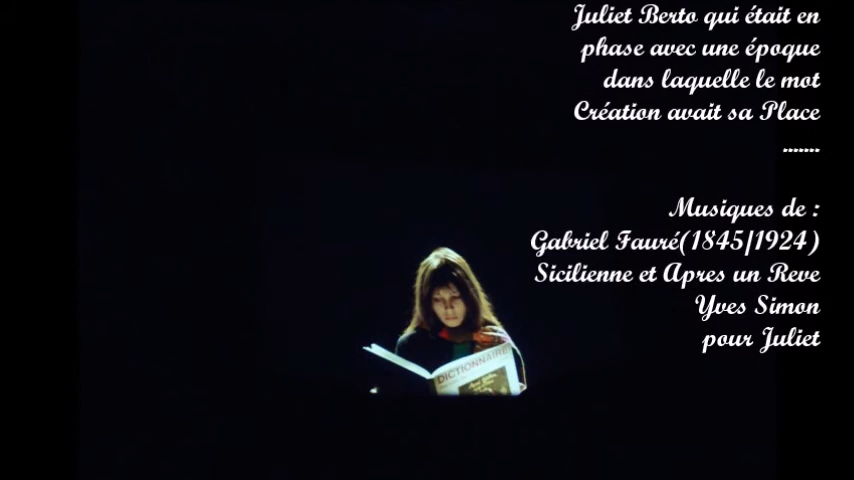 Juliet Berto qui était en
phase avec une époque
dans laquelle le mot
Création avait sa Place
.......
Musiques de :
Gabriel Fauré(1845/1924)
Sicilienne et Apres un Reve
Yves Simon
pour Juliet
DICTIONNAIRE